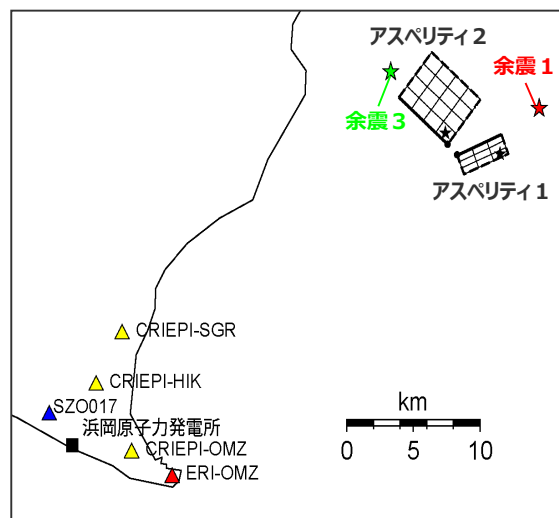 アスペリティ2
余震1
余震3
アスペリティ1
CRIEPI-SGR
CRIEPI-HIK
SZO017
浜岡原子力発電所
CRIEPI-OMZ
ERI-OMZ
km
0 5 10